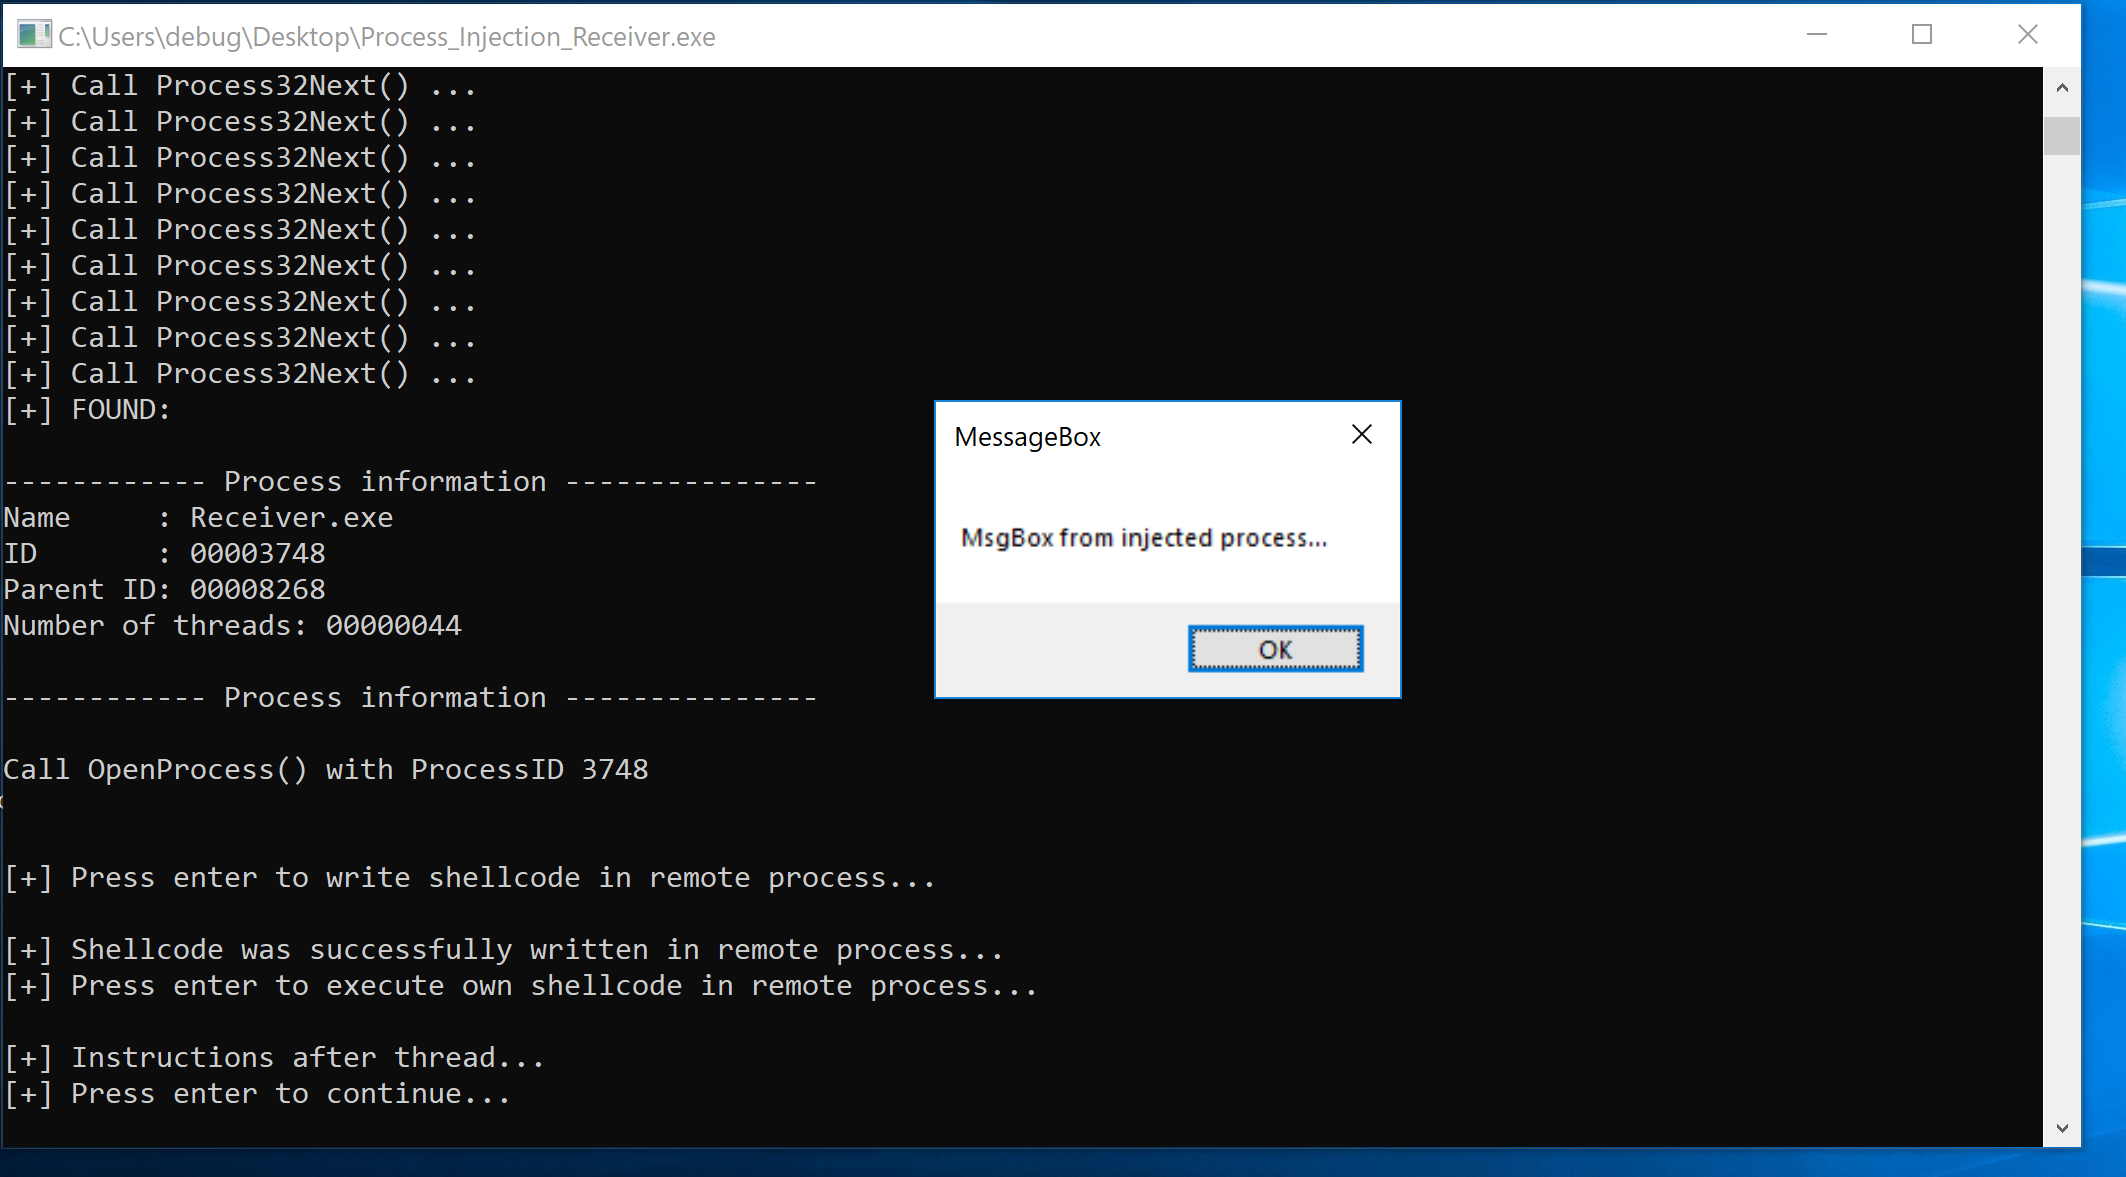 C:\Users\debug\Desktop\Process_Injection_Receiver.exe
[+] Call Process32Next() ...
[+] Call Process32Next() ...
[+] Call Process32Next() ...
[+] Call Process32Next() ...
[+] Call Process32Next() ...
[+] Call Process32Next() ...
[+] Call Process32Next() ...
[+] Call Process32Next() ...
[+] Call Process32Next() ...
[+] FOUND:
------------ Process information ---------------
Name     : Receiver.exe
ID       : 00003748
Parent ID: 00008268
Number of threads: 00000044
------------ Process information ---------------
Call OpenProcess() with ProcessID 3748
[+] Press enter to write shellcode in remote process...
[+] Shellcode was successfully written in remote process...
[+] Press enter to execute own shellcode in remote process...
[+] Instructions after thread...
[+] Press enter to continue...
MessageBox
MsgBox from injected process...
OK